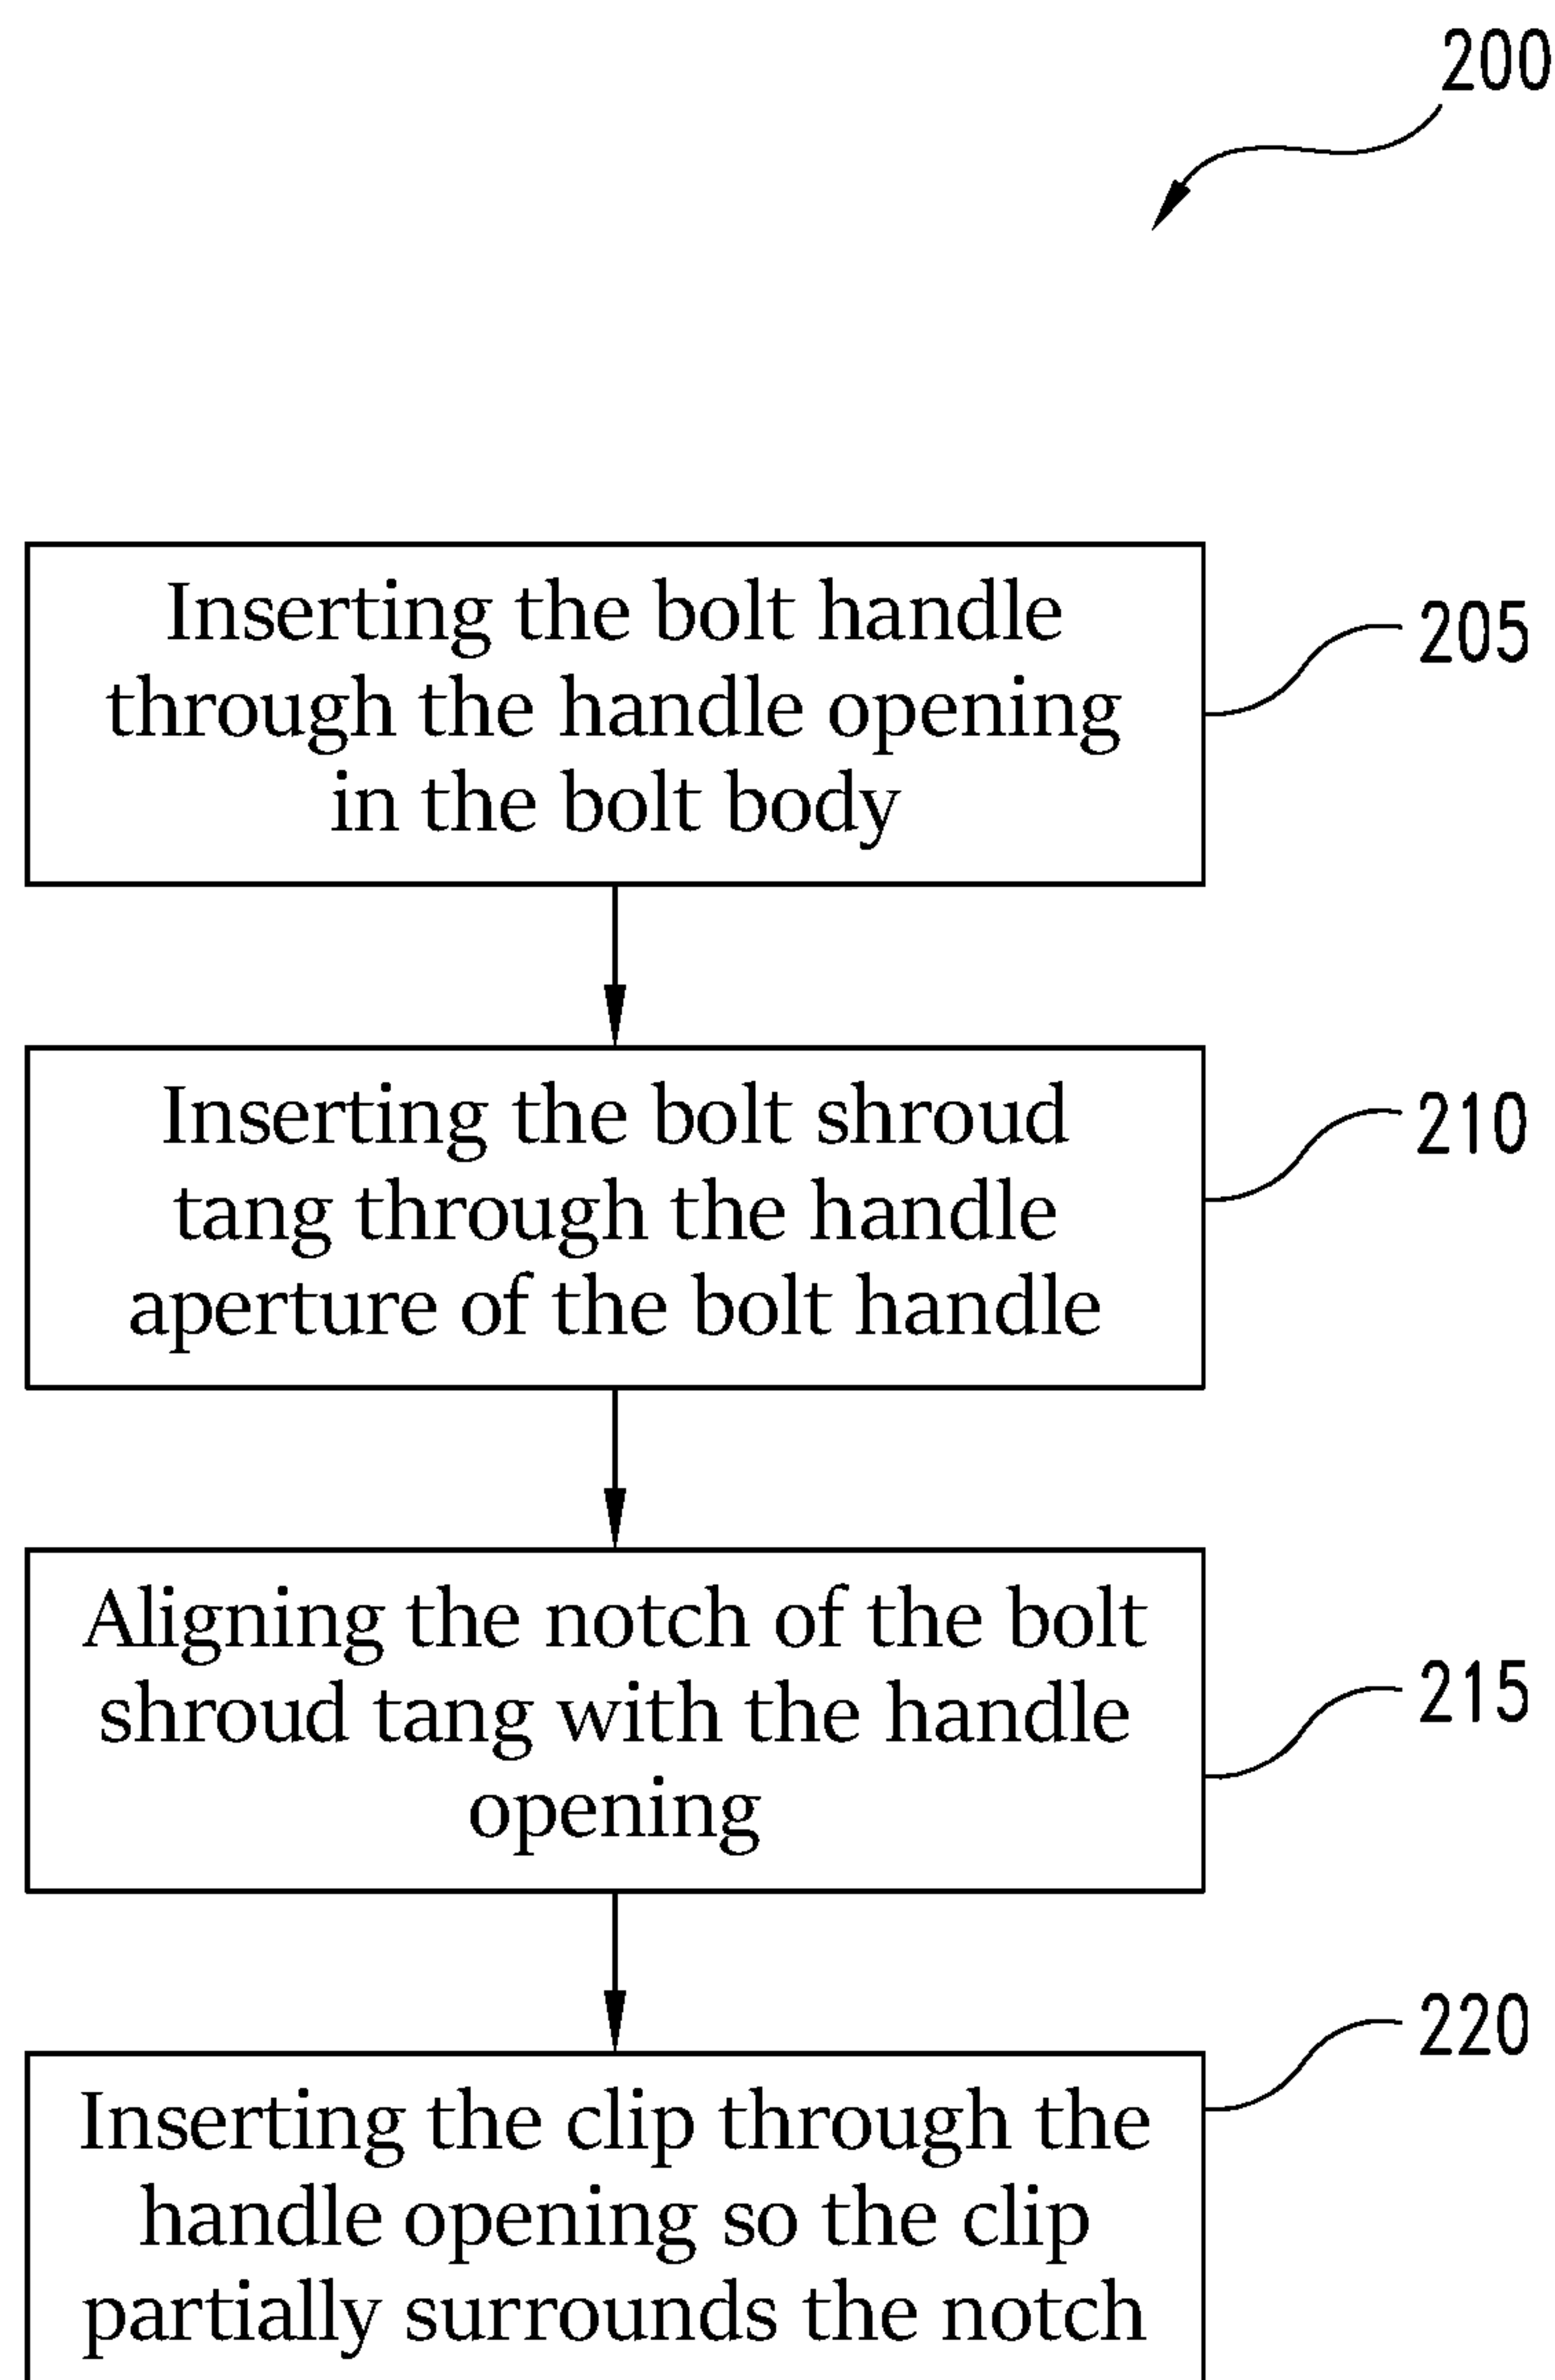 200
Inserting the bolt handle
through the handle opening
in the bolt body
205
Inserting the bolt shroud
tang through the handle
aperture of the bolt handle
210
Aligning the notch of the bolt
shroud tang with the handle
opening
215
Inserting the clip through the
handle opening so the clip
partially surrounds the notch
220